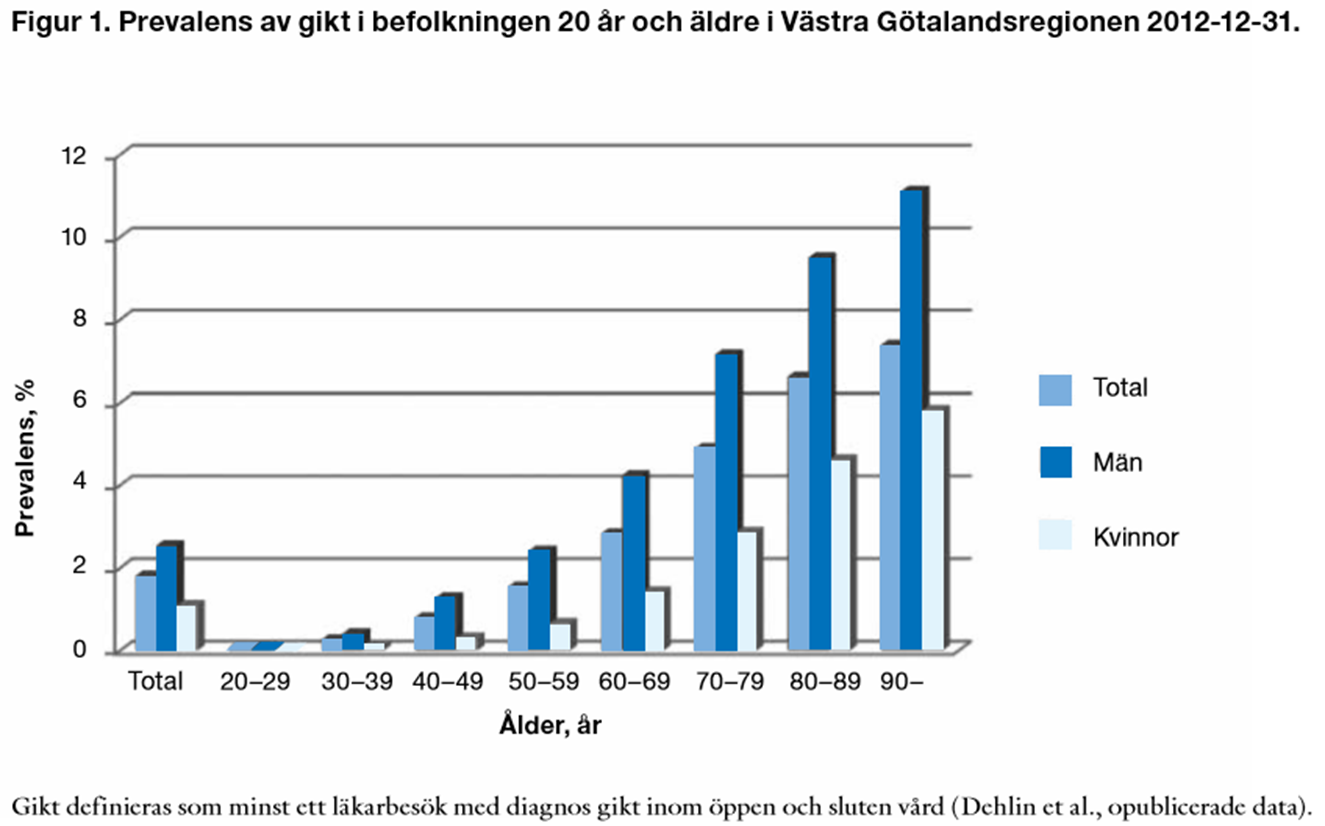 Figur 1. Prevalens av gikt i befolkningen 20 år och äldre i Västra Götalandsregionen 2012-12-31.
12
10
8
6
4
2
0
Prevalens, %
Total
Män
Kvinnor
Total 20–29 30–39 40–49 50–59 60–69 70–79 80–89 90–
Ålder, år
Gikt definieras som minst ett läkarbesök med diagnos gikt inom öppen och sluten vård (Dehlin et al., opublicerade data).